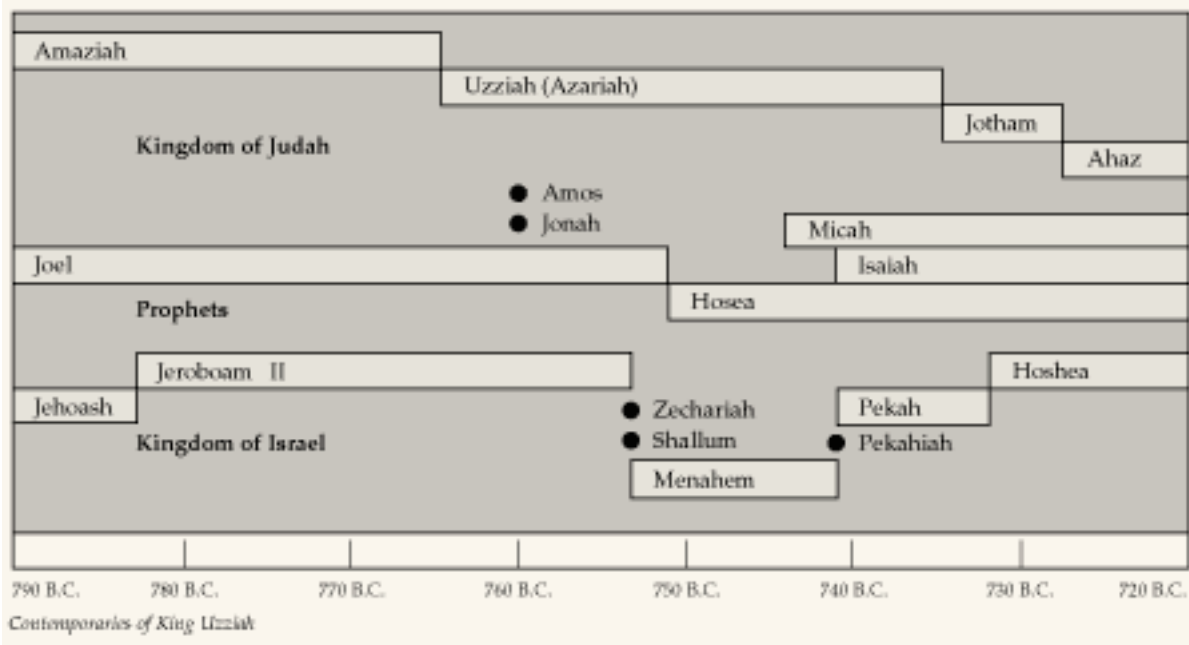 Amaziah
Uzziah (Azariah)
Jotham
Kingdom of Judah
Ahaz
Amos
Jonah
Micah
Joel
Isaiah
Prophets
Hosea
Jeroboam II
Hoshea
Jehoash
Zechariah
Pekah
Kingdom of Israel
Shallum
Pekahiah
Menahem
790 B.C. 780 B.C. 770 B.C. 760 B.C. 750 B.C. 740 B.C. 730 B.C. 720 B.C.
Contemporaries of King Uzziah